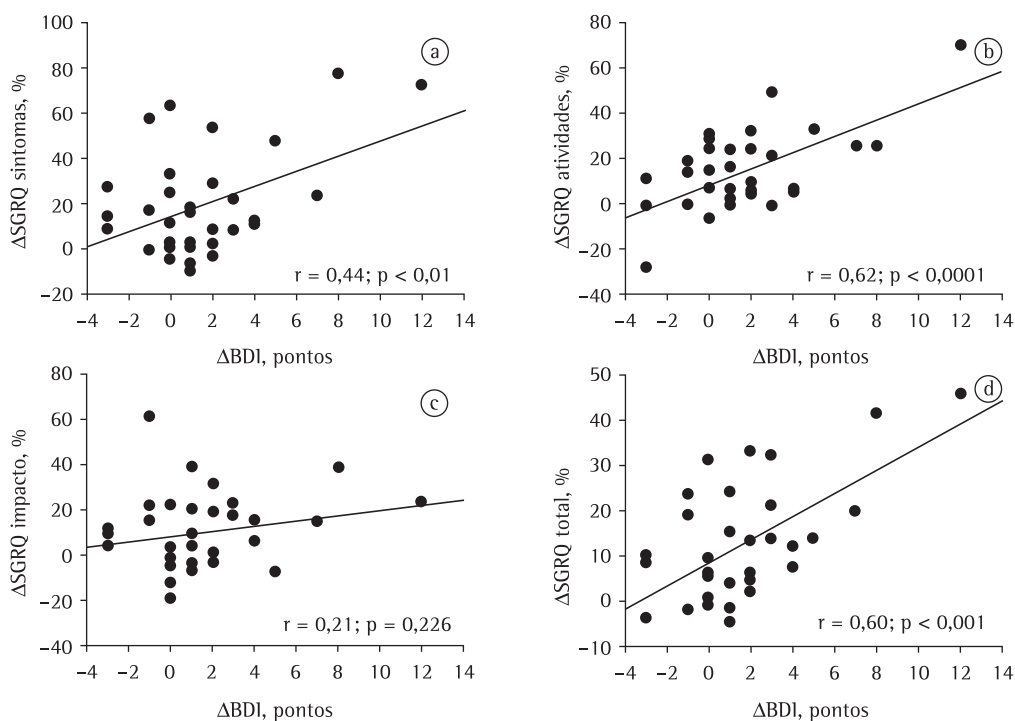 a
ΔSGRQ sintomas, %
100
80
60
40
20
0
−20
r = 0,44; p < 0,01
−4 −2 0 2 4 6 8 10 12 14
ΔBDI, pontos
b
ΔSGRQ atividades, %
80
60
40
20
0
−20
−40
r = 0,62; p < 0,0001
−4 −2 0 2 4 6 8 10 12 14
ΔBDI, pontos
c
ΔSGRQ impacto, %
80
60
40
20
0
−20
−40
r = 0,21; p = 0,226
−4 −2 0 2 4 6 8 10 12 14
ΔBDI, pontos
d
ΔSGRQ total, %
50
40
30
20
10
0
−10
r = 0,60; p < 0,001
−4 −2 0 2 4 6 8 10 12 14
ΔBDI, pontos